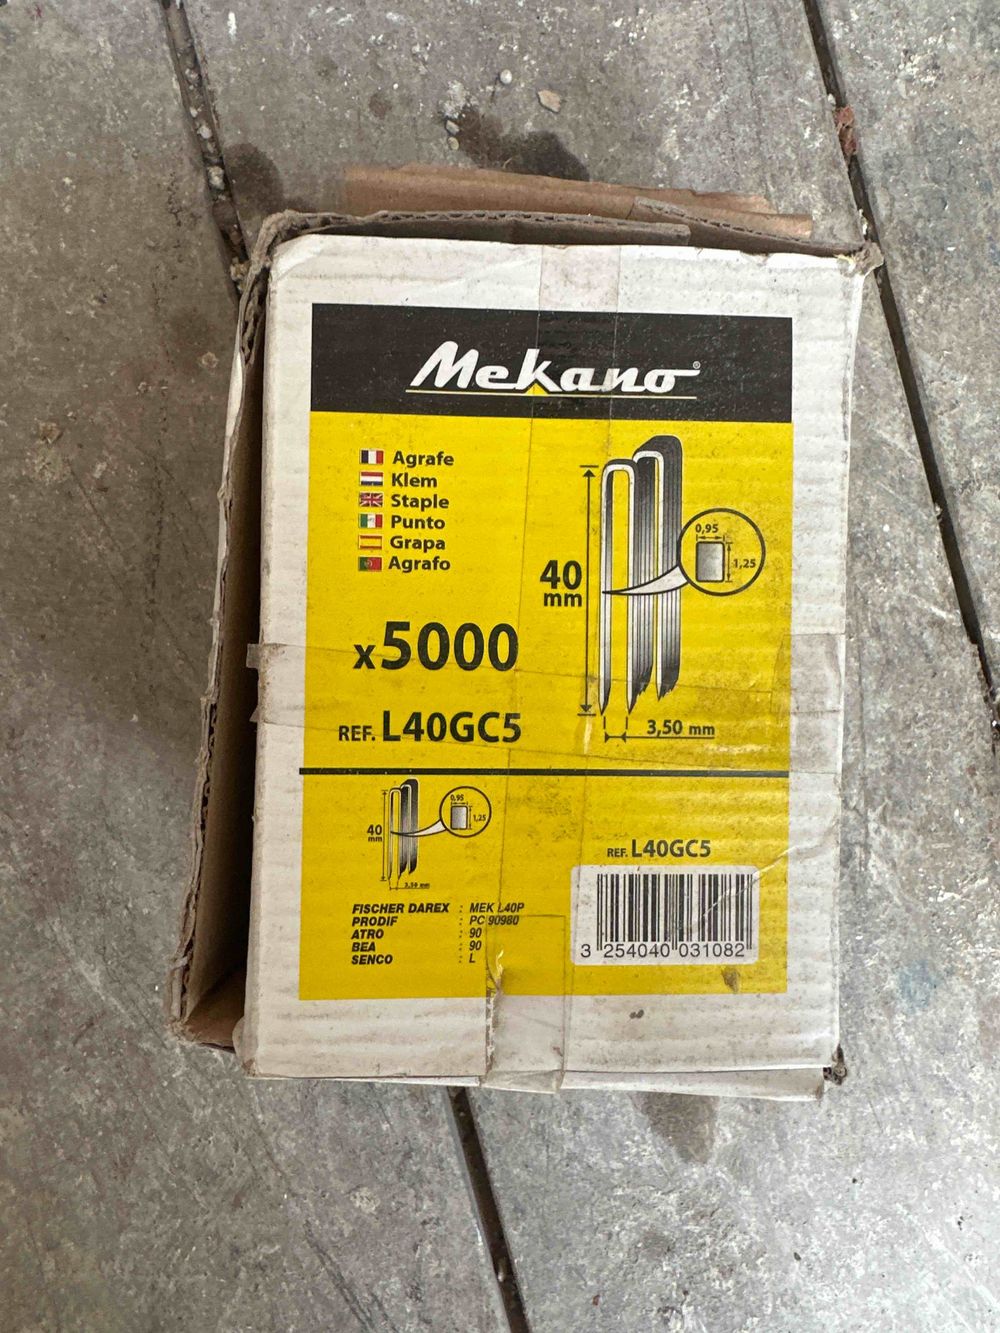 Mekano®
Agrafe
Klem
Staple
Punto
Grapa
Agrafo
x5000
REF. L40GC5
40
mm
0,95
1,25
3,50 mm
40
mm
0,95
1,25
3,50 mm
FISCHER DAREX : MEK L40P
PRODIF : PC 90980
ATRO : 90
BEA : 90
SENCO : L
REF. L40GC5
3 254040 031082